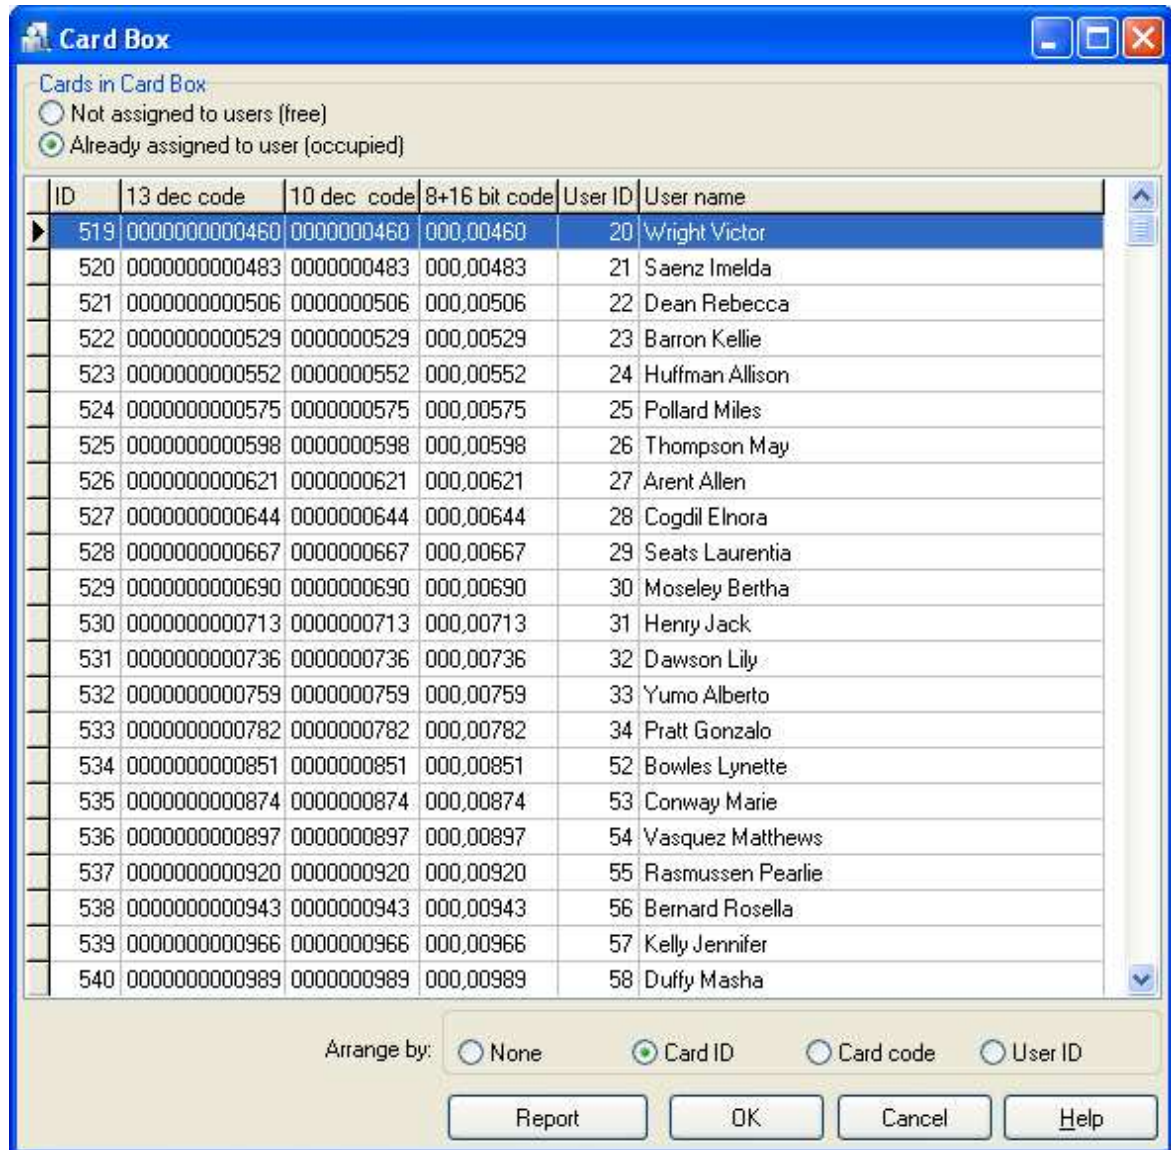 Card Box
Cards in Card Box
Not assigned to users (free)
Already assigned to user (occupied)
ID 13 dec code 10 dec code 8+16 bit code User ID User name
519 0000000000460 0000000460 000,00460 20 Wright Victor
520 0000000000483 0000000483 000,00483 21 Saenz Imelda
521 0000000000506 0000000506 000,00506 22 Dean Rebecca
522 0000000000529 0000000529 000,00529 23 Barron Kellie
523 0000000000552 0000000552 000,00552 24 Huffman Allison
524 0000000000575 0000000575 000,00575 25 Pollard Miles
525 0000000000598 0000000598 000,00598 26 Thompson May
526 0000000000621 0000000621 000,00621 27 Arent Allen
527 0000000000644 0000000644 000,00644 28 Cogdil Elnora
528 0000000000667 0000000667 000,00667 29 Seats Laurentia
529 0000000000690 0000000690 000,00690 30 Moseley Bertha
530 0000000000713 0000000713 000,00713 31 Henry Jack
531 0000000000736 0000000736 000,00736 32 Dawson Lily
532 0000000000759 0000000759 000,00759 33 Yumo Alberto
533 0000000000782 0000000782 000,00782 34 Pratt Gonzalo
534 0000000000851 0000000851 000,00851 52 Bowles Lynette
535 0000000000874 0000000874 000,00874 53 Conway Marie
536 0000000000897 0000000897 000,00897 54 Vasquez Matthews
537 0000000000920 0000000920 000,00920 55 Rasmussen Pearlie
538 0000000000943 0000000943 000,00943 56 Bernard Rosella
539 0000000000966 0000000966 000,00966 57 Kelly Jennifer
540 0000000000989 0000000989 000,00989 58 Duffy Masha
Arrange by: None Card ID Card code User ID
Report OK Cancel Help